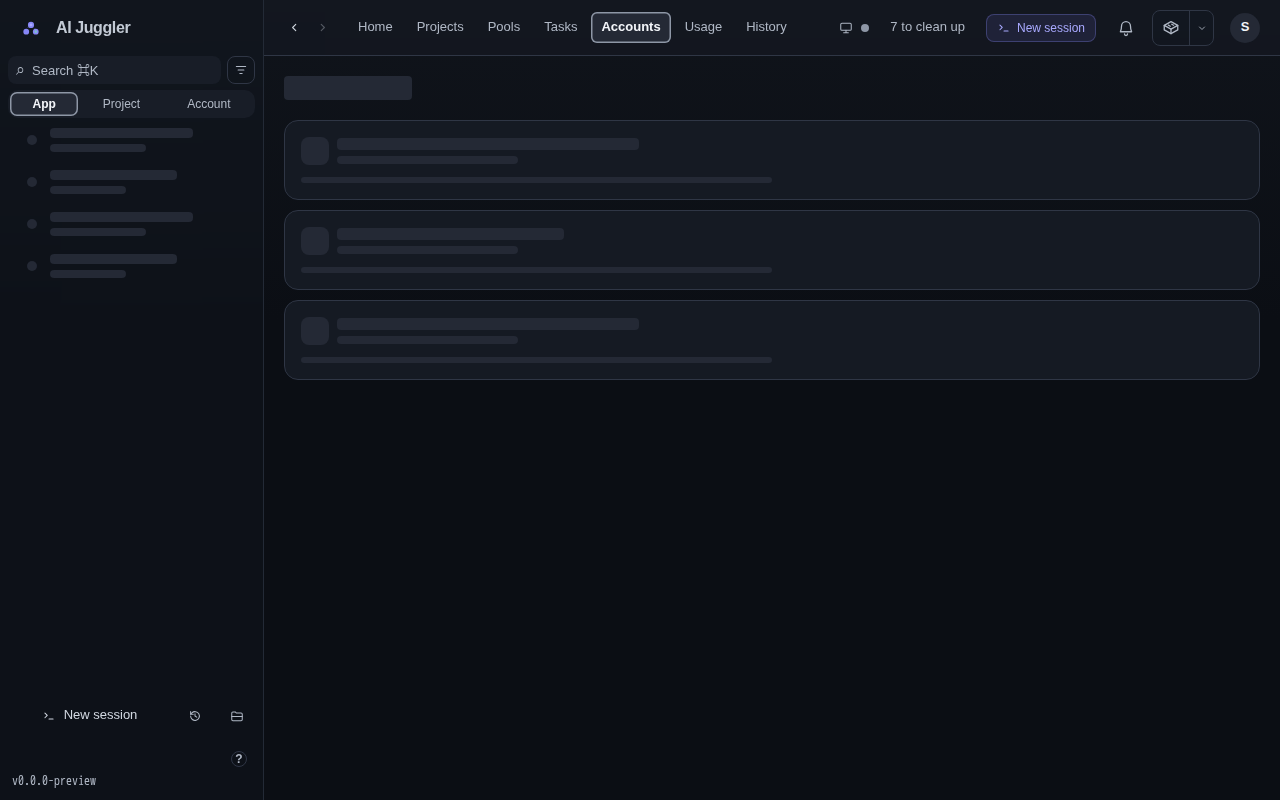 AI Juggler
Search ⌘K
App Project Account
Home Projects Pools Tasks Accounts Usage History
7 to clean up
New session
S
New session
?
v0.0.0-preview